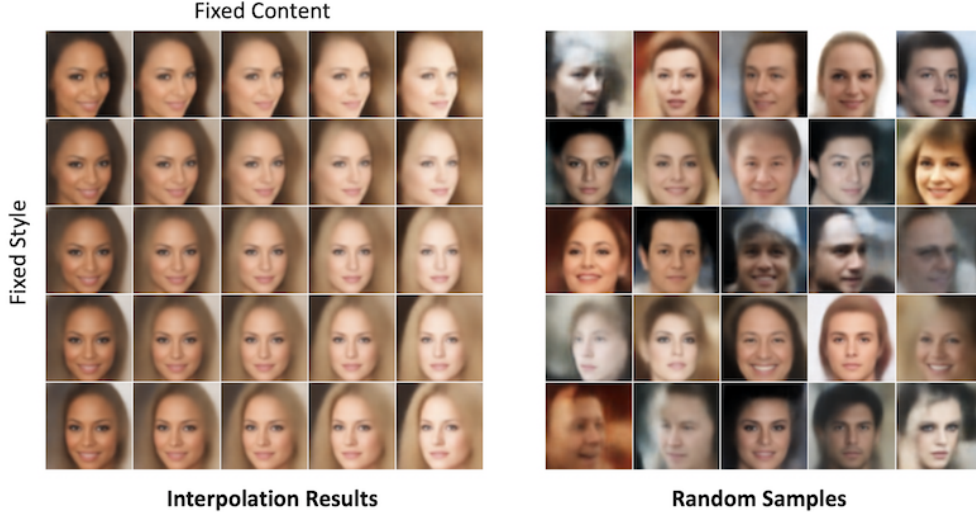 Fixed Content
Fixed Style
Interpolation Results
Random Samples